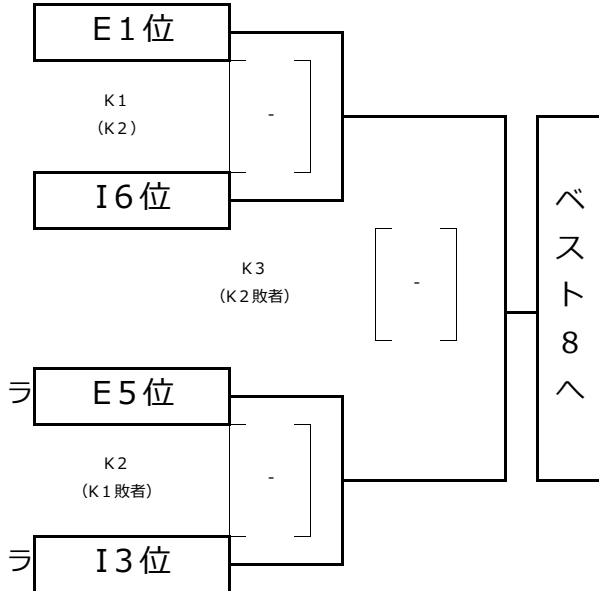 E1位
K1
（K2）
-
I6位
K3
（K2敗者）
-
ベスト8へ
ラ
E5位
K2
（K1敗者）
-
ラ
I3位